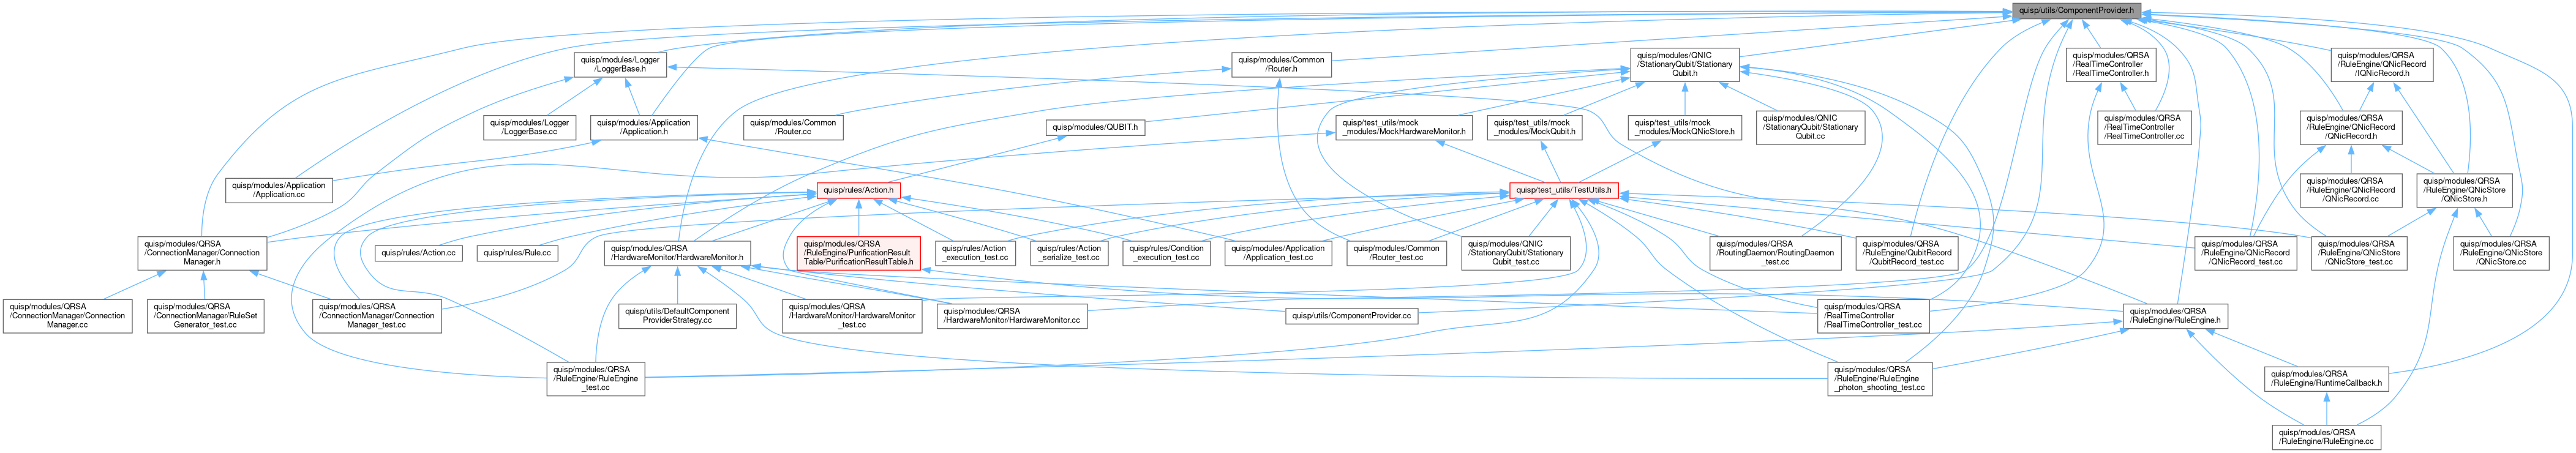 quisp/utils/ComponentProvider.h
quisp/modules/Logger
/LoggerBase.h
quisp/modules/Common
/Router.h
quisp/modules/QNIC
/StationaryQubit/Stationary
Qubit.h
quisp/modules/QRSA
/RealTimeController
/RealTimeController.h
quisp/modules/QRSA
/RuleEngine/QNicRecord
/IQNicRecord.h
quisp/modules/Logger
/LoggerBase.cc
quisp/modules/Application
/Application.h
quisp/modules/Common
/Router.cc
quisp/modules/QUBIT.h
quisp/test_utils/mock
_modules/MockHardwareMonitor.h
quisp/test_utils/mock
_modules/MockQubit.h
quisp/test_utils/mock
_modules/MockQNicStore.h
quisp/modules/QNIC
/StationaryQubit/Stationary
Qubit.cc
quisp/modules/QRSA
/RealTimeController
/RealTimeController.cc
quisp/modules/QRSA
/RuleEngine/QNicRecord
/QNicRecord.h
quisp/modules/Application
/Application.cc
quisp/rules/Action.h
quisp/test_utils/TestUtils.h
quisp/modules/QRSA
/RuleEngine/QNicRecord
/QNicRecord.cc
quisp/modules/QRSA
/RuleEngine/QNicStore
/QNicStore.h
quisp/modules/QRSA
/ConnectionManager/Connection
Manager.h
quisp/rules/Action.cc
quisp/rules/Rule.cc
quisp/modules/QRSA
/HardwareMonitor/HardwareMonitor.h
quisp/modules/QRSA
/RuleEngine/PurificationResult
Table/PurificationResultTable.h
quisp/rules/Action
_execution_test.cc
quisp/rules/Action
_serialize_test.cc
quisp/rules/Condition
_execution_test.cc
quisp/modules/Application
/Application_test.cc
quisp/modules/Common
/Router_test.cc
quisp/modules/QNIC
/StationaryQubit/Stationary
Qubit_test.cc
quisp/modules/QRSA
/RoutingDaemon/RoutingDaemon
_test.cc
quisp/modules/QRSA
/RuleEngine/QubitRecord
/QubitRecord_test.cc
quisp/modules/QRSA
/RuleEngine/QNicRecord
/QNicRecord_test.cc
quisp/modules/QRSA
/RuleEngine/QNicStore
/QNicStore_test.cc
quisp/modules/QRSA
/RuleEngine/QNicStore
/QNicStore.cc
quisp/modules/QRSA
/ConnectionManager/Connection
Manager.cc
quisp/modules/QRSA
/ConnectionManager/RuleSet
Generator_test.cc
quisp/modules/QRSA
/ConnectionManager/Connection
Manager_test.cc
quisp/utils/DefaultComponent
ProviderStrategy.cc
quisp/modules/QRSA
/HardwareMonitor/HardwareMonitor
_test.cc
quisp/modules/QRSA
/HardwareMonitor/HardwareMonitor.cc
quisp/utils/ComponentProvider.cc
quisp/modules/QRSA
/RealTimeController
/RealTimeController_test.cc
quisp/modules/QRSA
/RuleEngine/RuleEngine.h
quisp/modules/QRSA
/RuleEngine/RuleEngine
_test.cc
quisp/modules/QRSA
/RuleEngine/RuleEngine
_photon_shooting_test.cc
quisp/modules/QRSA
/RuleEngine/RuntimeCallback.h
quisp/modules/QRSA
/RuleEngine/RuleEngine.cc